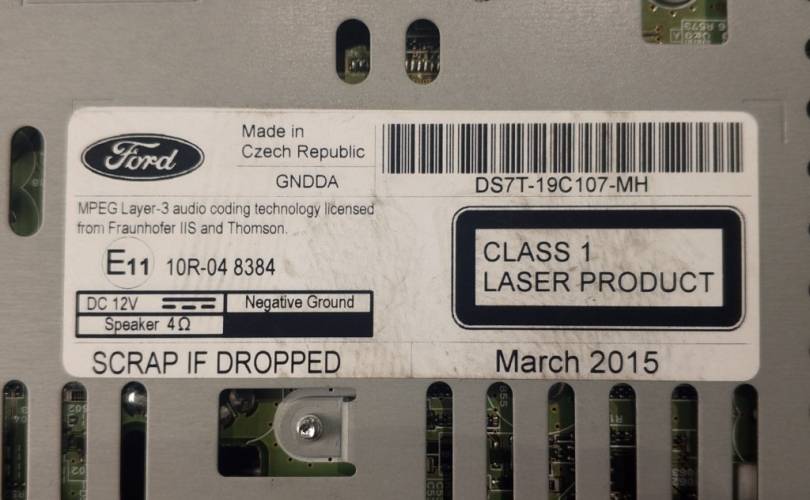 Ford
Made in
Czech Republic
GNDDA
DS7T-19C107-MH
MPEG Layer-3 audio coding technology licensed
from Fraunhofer IIS and Thomson.
E11 10R-04 8384
CLASS 1
LASER PRODUCT
DC 12V
Negative Ground
Speaker 4Ω
SCRAP IF DROPPED
March 2015